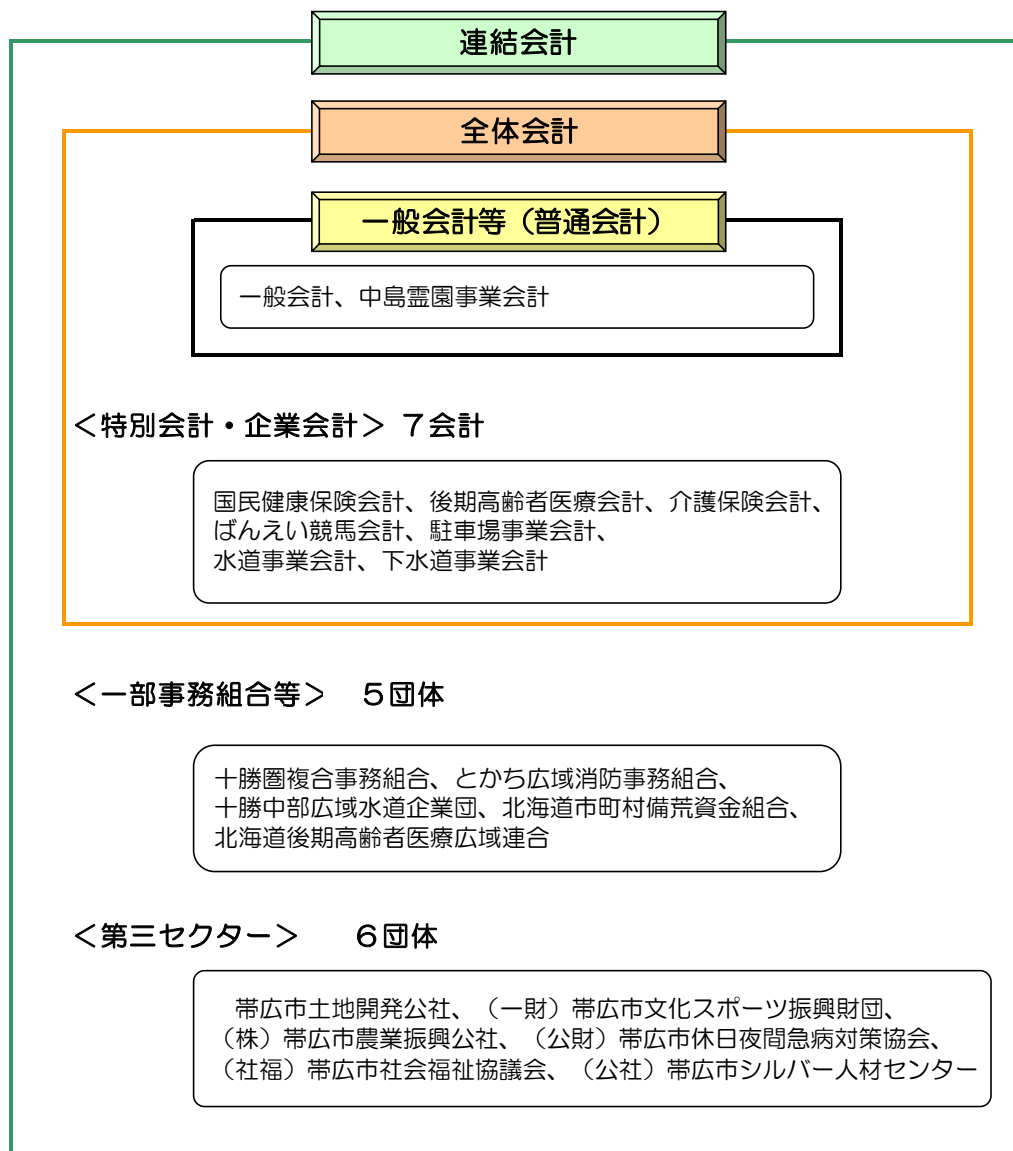 連結会計
全体会計
一般会計等（普通会計）
一般会計、中島霊園事業会計
＜特別会計・企業会計＞ ７会計
国民健康保険会計、後期高齢者医療会計、介護保険会計、
ばんえい競馬会計、駐車場事業会計、
水道事業会計、下水道事業会計
＜一部事務組合等＞　５団体
十勝圏複合事務組合、とかち広域消防事務組合、
十勝中部広域水道企業団、北海道市町村備荒資金組合、
北海道後期高齢者医療広域連合
＜第三セクター＞　　６団体
帯広市土地開発公社、（一財）帯広市文化スポーツ振興財団、
（株）帯広市農業振興公社、（公財）帯広市休日夜間急病対策協会、
（社福）帯広市社会福祉協議会、（公社）帯広市シルバー人材センター